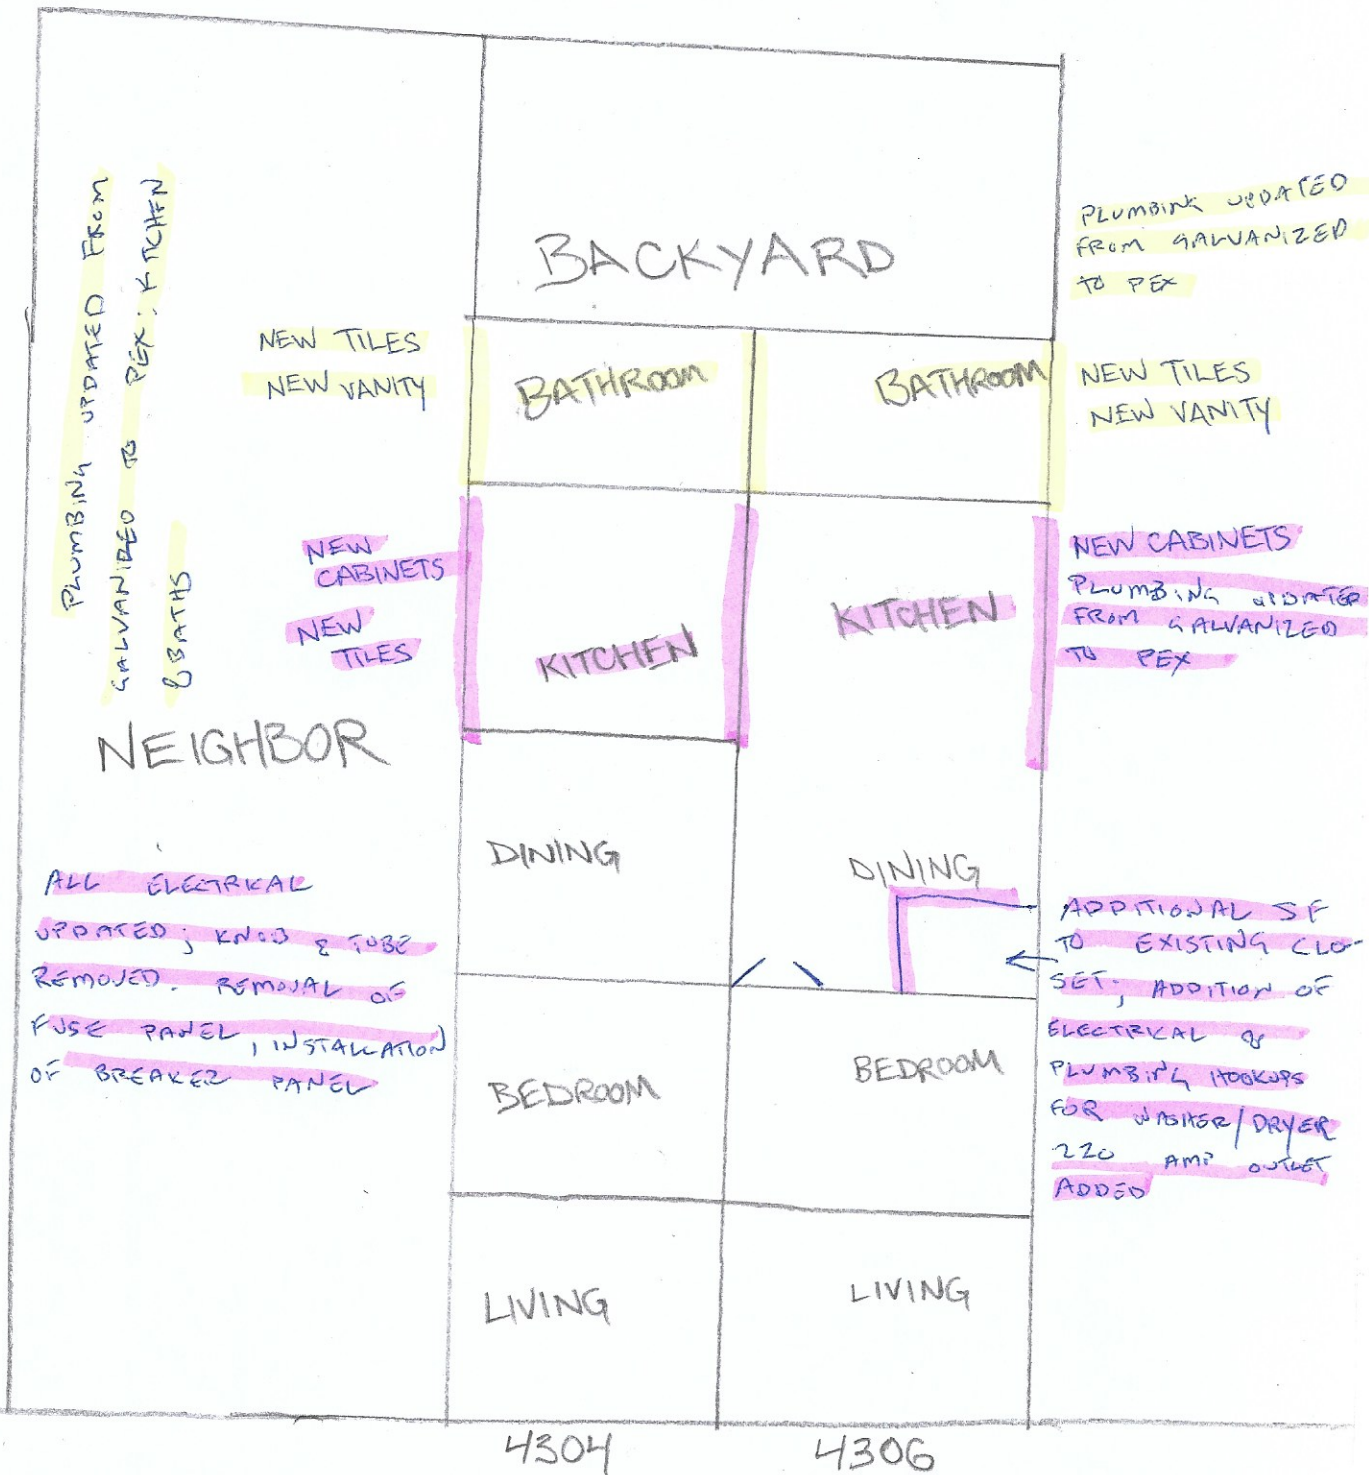 BACKYARD
PLUMBING UPDATED FROM
GALVANIRED TO PEX; KITCHEN
& BATHS
PLUMBING UPDATED
FROM GALVANIZED
TO PEX
NEW TILES
NEW VANITY
BATHROOM
BATHROOM
NEW TILES
NEW VANITY
NEW
CABINETS
NEW
TILES
KITCHEN
KITCHEN
NEW CABINETS
PLUMBING UPDATED
FROM GALVANIZED
TO PEX
NEIGHBOR
DINING
DINING
ALL ELECTRICAL
UPDATED; KNOB & TUBE
REMOVED. REMOVAL OF
FUSE PANEL, INSTALLATION
OF BREAKER PANEL
ADDITIONAL SF
TO EXISTING CLO-
SET; ADDITION OF
ELECTRICAL &
PLUMBING HOOKUPS
FOR WASHER/DRYER
220 AMP OUTLET
ADDED
BEDROOM
BEDROOM
LIVING
LIVING
4304
4306